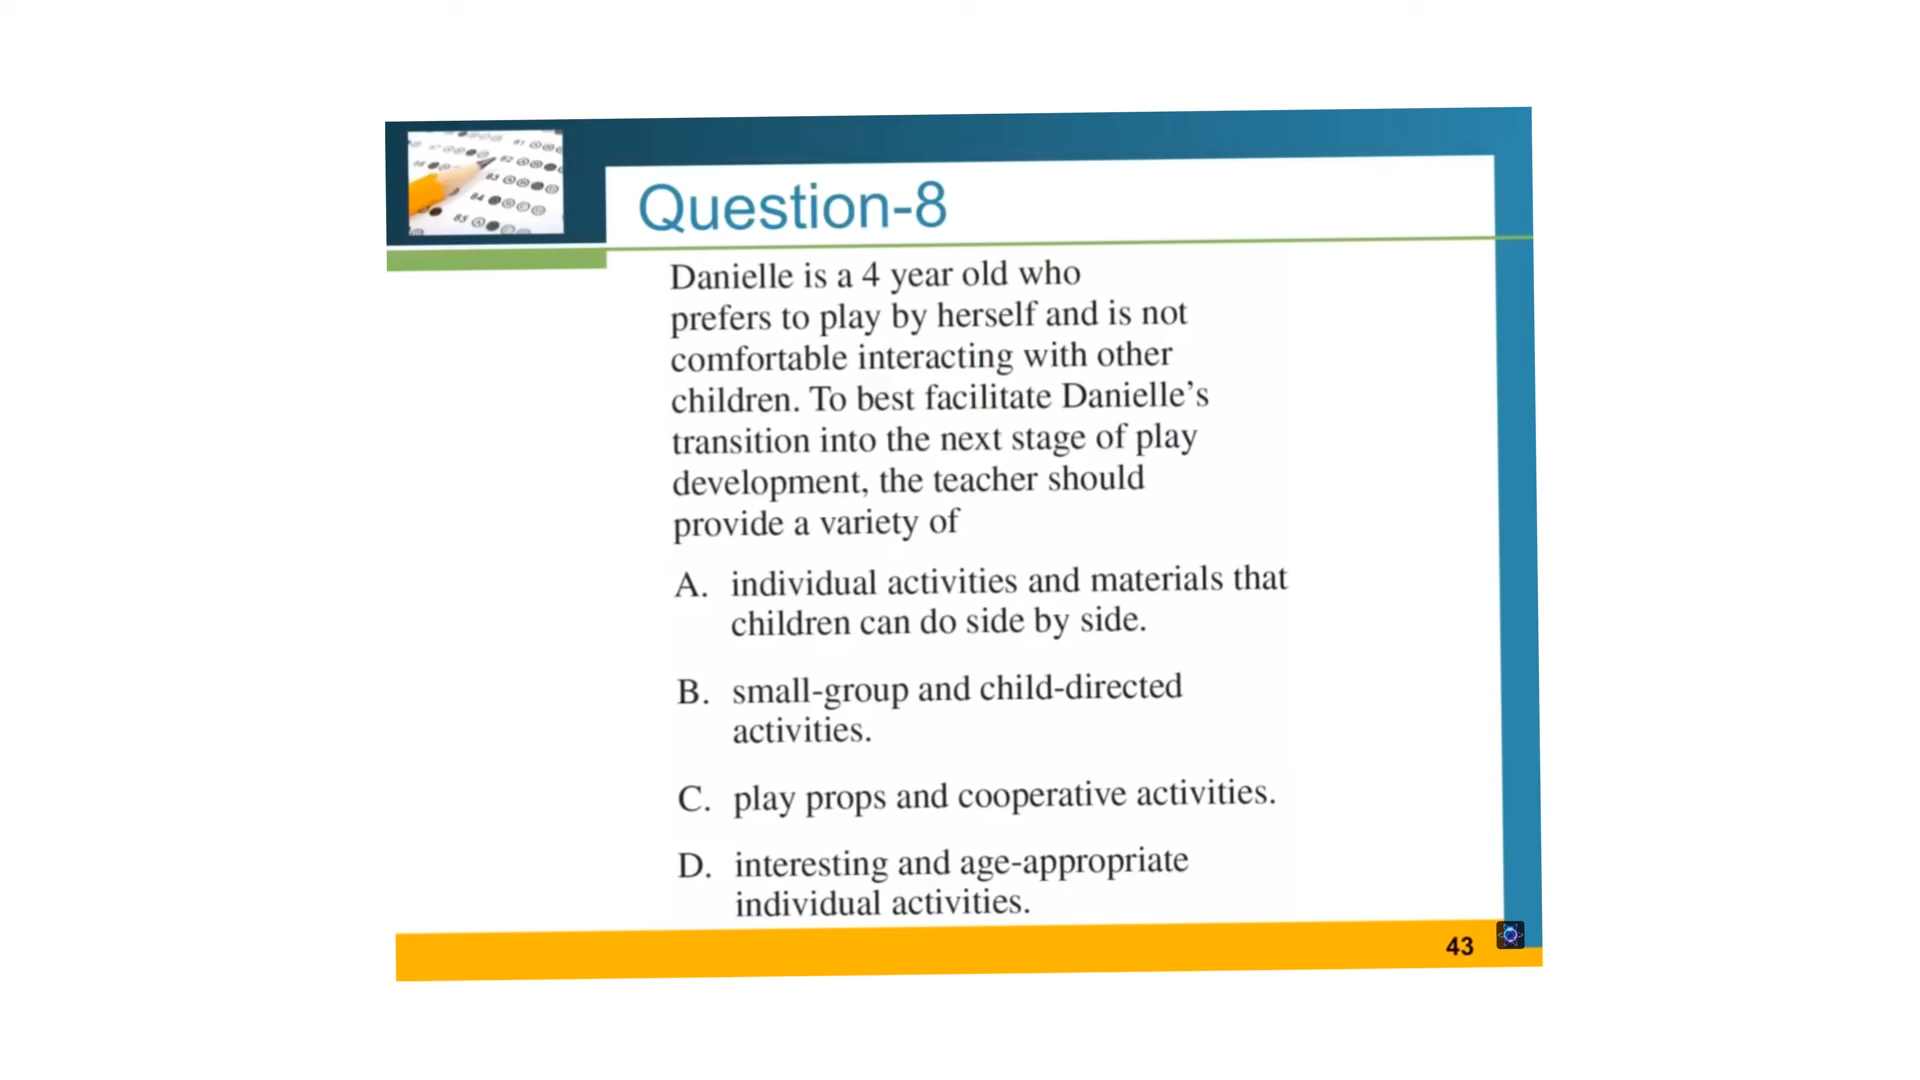 Question-8
Danielle is a 4 year old who
prefers to play by herself and is not
comfortable interacting with other
children. To best facilitate Danielle's
transition into the next stage of play
development, the teacher should
provide a variety of
A. individual activities and materials that
children can do side by side.
B. small-group and child-directed
activities.
C. play props and cooperative activities.
D. interesting and age-appropriate
individual activities.
43